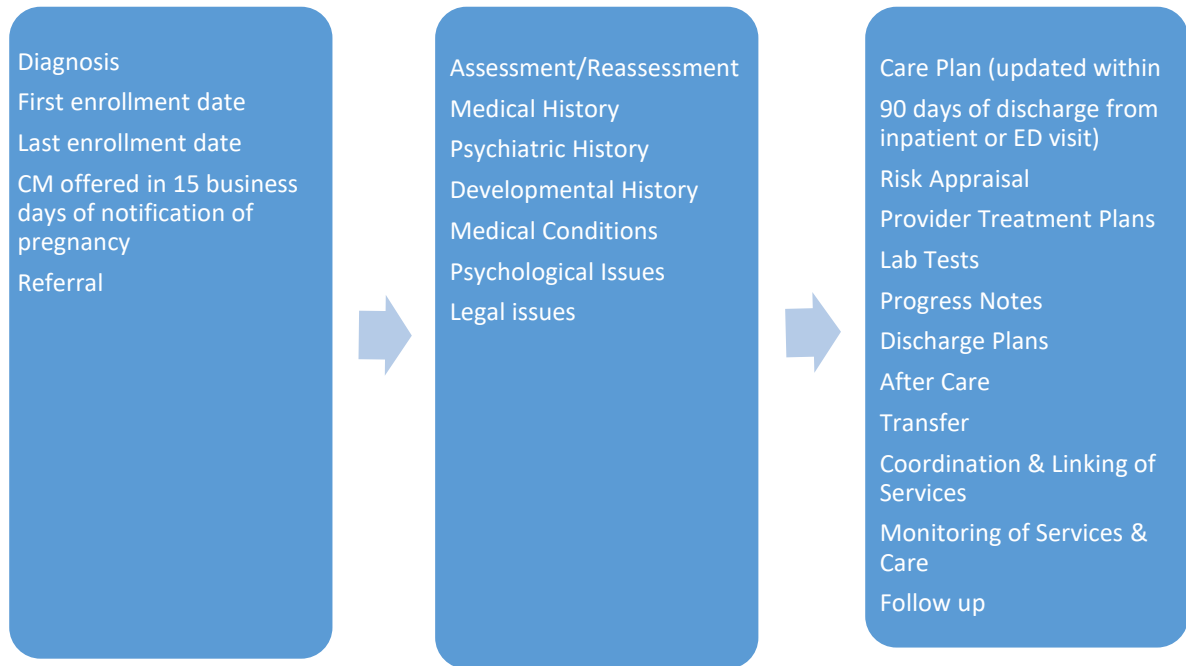 Diagnosis
First enrollment date
Last enrollment date
CM offered in 15 business
days of notification of
pregnancy
Referral
Assessment/Reassessment
Medical History
Psychiatric History
Developmental History
Medical Conditions
Psychological Issues
Legal issues
Care Plan (updated within
90 days of discharge from
inpatient or ED visit)
Risk Appraisal
Provider Treatment Plans
Lab Tests
Progress Notes
Discharge Plans
After Care
Transfer
Coordination & Linking of
Services
Monitoring of Services &
Care
Follow up